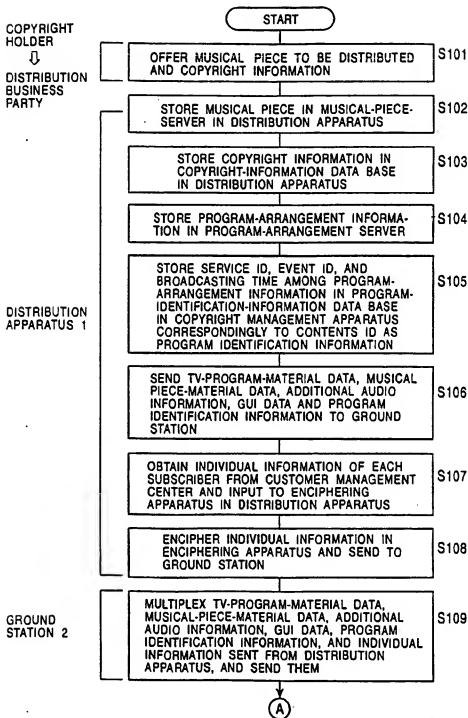 START
COPYRIGHT
HOLDER
DISTRIBUTION
BUSINESS
PARTY
OFFER MUSICAL PIECE TO BE DISTRIBUTED
AND COPYRIGHT INFORMATION
S101
STORE MUSICAL PIECE IN MUSICAL-PIECE-
SERVER IN DISTRIBUTION APPARATUS
S102
STORE COPYRIGHT INFORMATION IN
COPYRIGHT-INFORMATION DATA BASE
IN DISTRIBUTION APPARATUS
S103
STORE PROGRAM-ARRANGEMENT INFORMA-
TION IN PROGRAM-ARRANGEMENT SERVER
S104
DISTRIBUTION
APPARATUS 1
STORE SERVICE ID, EVENT ID, AND
BROADCASTING TIME AMONG PROGRAM-
ARRANGEMENT INFORMATION IN PROGRAM-
IDENTIFICATION-INFORMATION DATA BASE
IN COPYRIGHT MANAGEMENT APPARATUS
CORRESPONDINGLY TO CONTENTS ID AS
PROGRAM IDENTIFICATION INFORMATION
S105
SEND TV-PROGRAM-MATERIAL DATA, MUSICAL
PIECE-MATERIAL DATA, ADDITIONAL AUDIO
INFORMATION, GUI DATA AND PROGRAM
IDENTIFICATION INFORMATION TO GROUND
STATION
S106
OBTAIN INDIVIDUAL INFORMATION OF EACH
SUBSCRIBER FROM CUSTOMER MANAGEMENT
CENTER AND INPUT TO ENCIPHERING
APPARATUS IN DISTRIBUTION APPARATUS
S107
ENCIPHER INDIVIDUAL INFORMATION IN
ENCIPHERING APPARATUS AND SEND TO
GROUND STATION
S108
GROUND
STATION 2
MULTIPLEX TV-PROGRAM-MATERIAL DATA,
MUSICAL-PIECE-MATERIAL DATA, ADDITIONAL
AUDIO INFORMATION, GUI DATA, PROGRAM
IDENTIFICATION INFORMATION, AND INDIVIDUAL
INFORMATION SENT FROM DISTRIBUTION
APPARATUS, AND SEND THEM
S109
A